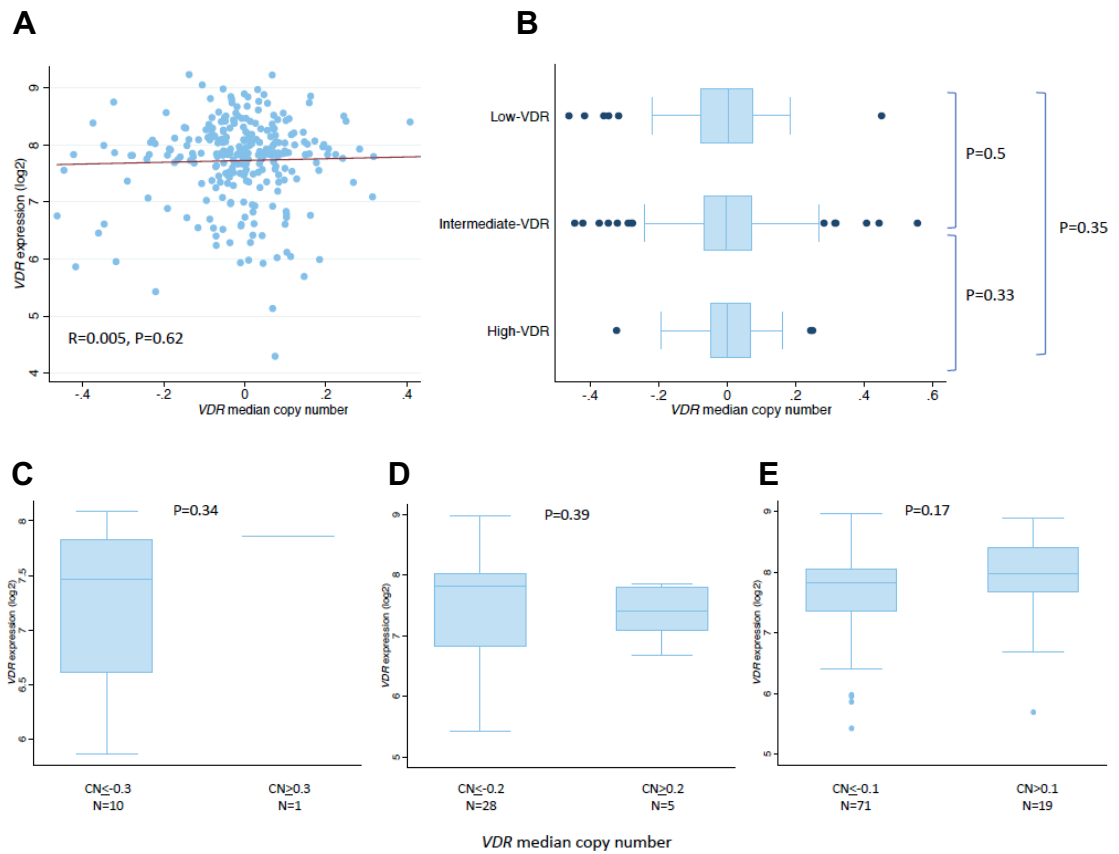 A
VDR expression (log2)
9
8
7
6
5
4
R=0.005, P=0.62
-.4 -.2 0 .2 .4
VDR median copy number
B
Low-VDR
Intermediate-VDR
High-VDR
P=0.5
P=0.33
P=0.35
-.4 -.2 0 .2 .4 .6
VDR median copy number
C
P=0.34
VDR expression (log2)
8
7.5
7
6.5
6
CN≤-0.3 CN≥0.3
N=10 N=1
D
P=0.39
VDR expression (log2)
9
8
7
6
5
CN≤-0.2 CN≥0.2
N=28 N=5
E
P=0.17
VDR expression (log2)
9
8
7
6
5
CN≤-0.1 CN>0.1
N=71 N=19
VDR median copy number